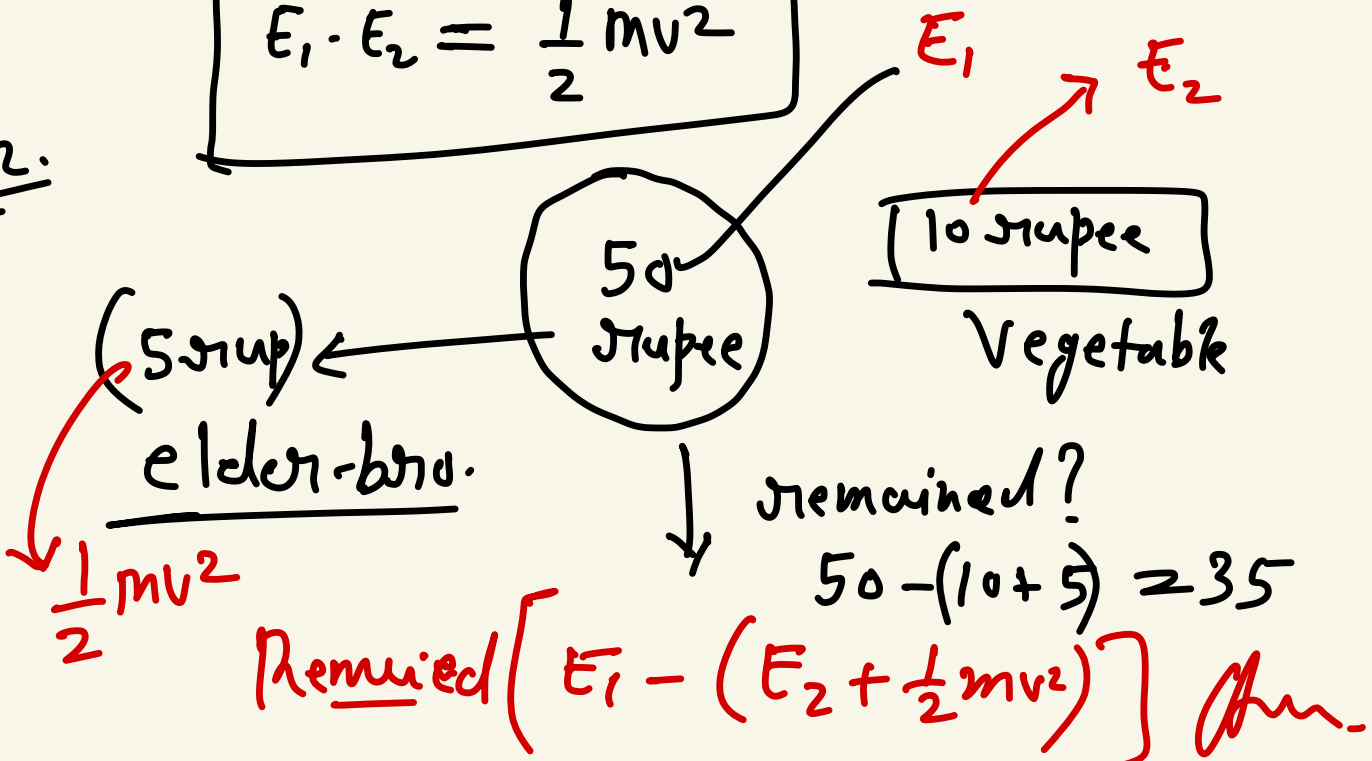 E₁ - E₂ = 1/2 mv²
E₁
E₂
2.
50
rupee
10 rupee
Vegetable
(5 rup)
elder-bro.
remained?
50 - (10 + 5) = 35
1/2 mv²
[E₁ - (E₂ + 1/2 mv²)]